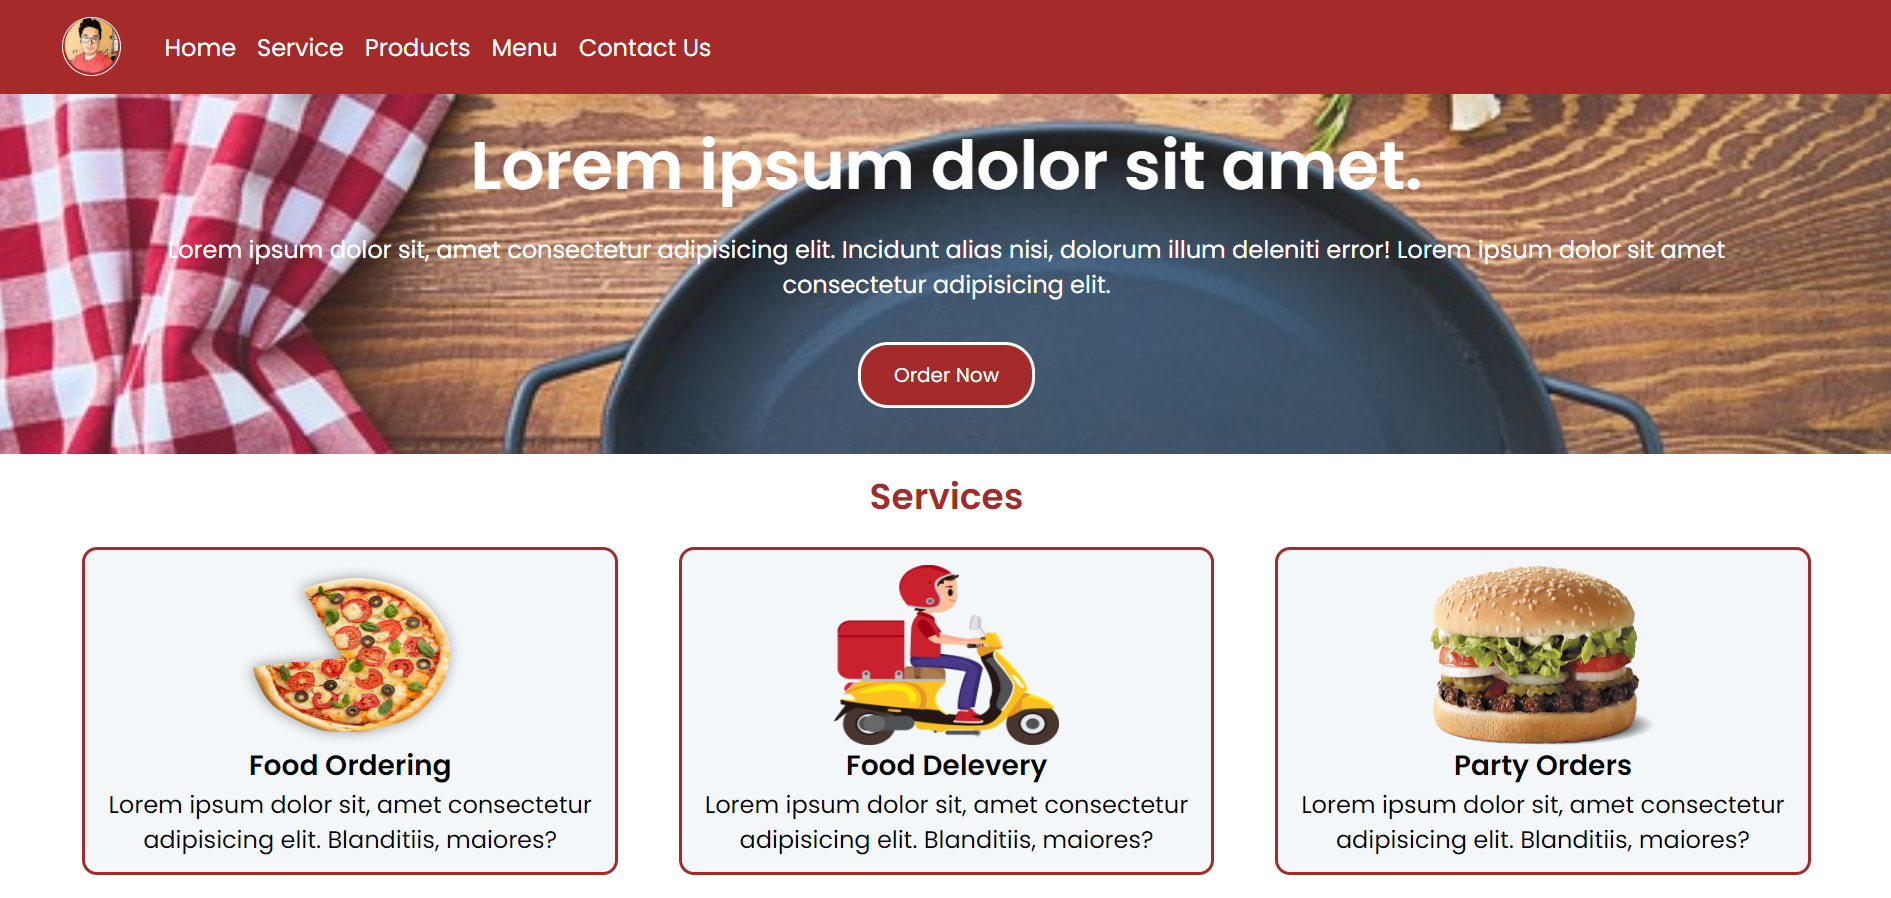 Home Service Products Menu Contact Us
Lorem ipsum dolor sit amet.
Lorem ipsum dolor sit, amet consectetur adipisicing elit. Incidunt alias nisi, dolorum illum deleniti error! Lorem ipsum dolor sit amet
consectetur adipisicing elit.
Order Now
Services
Food Ordering
Lorem ipsum dolor sit, amet consectetur
adipisicing elit. Blanditiis, maiores?
Food Delevery
Lorem ipsum dolor sit, amet consectetur
adipisicing elit. Blanditiis, maiores?
Party Orders
Lorem ipsum dolor sit, amet consectetur
adipisicing elit. Blanditiis, maiores?